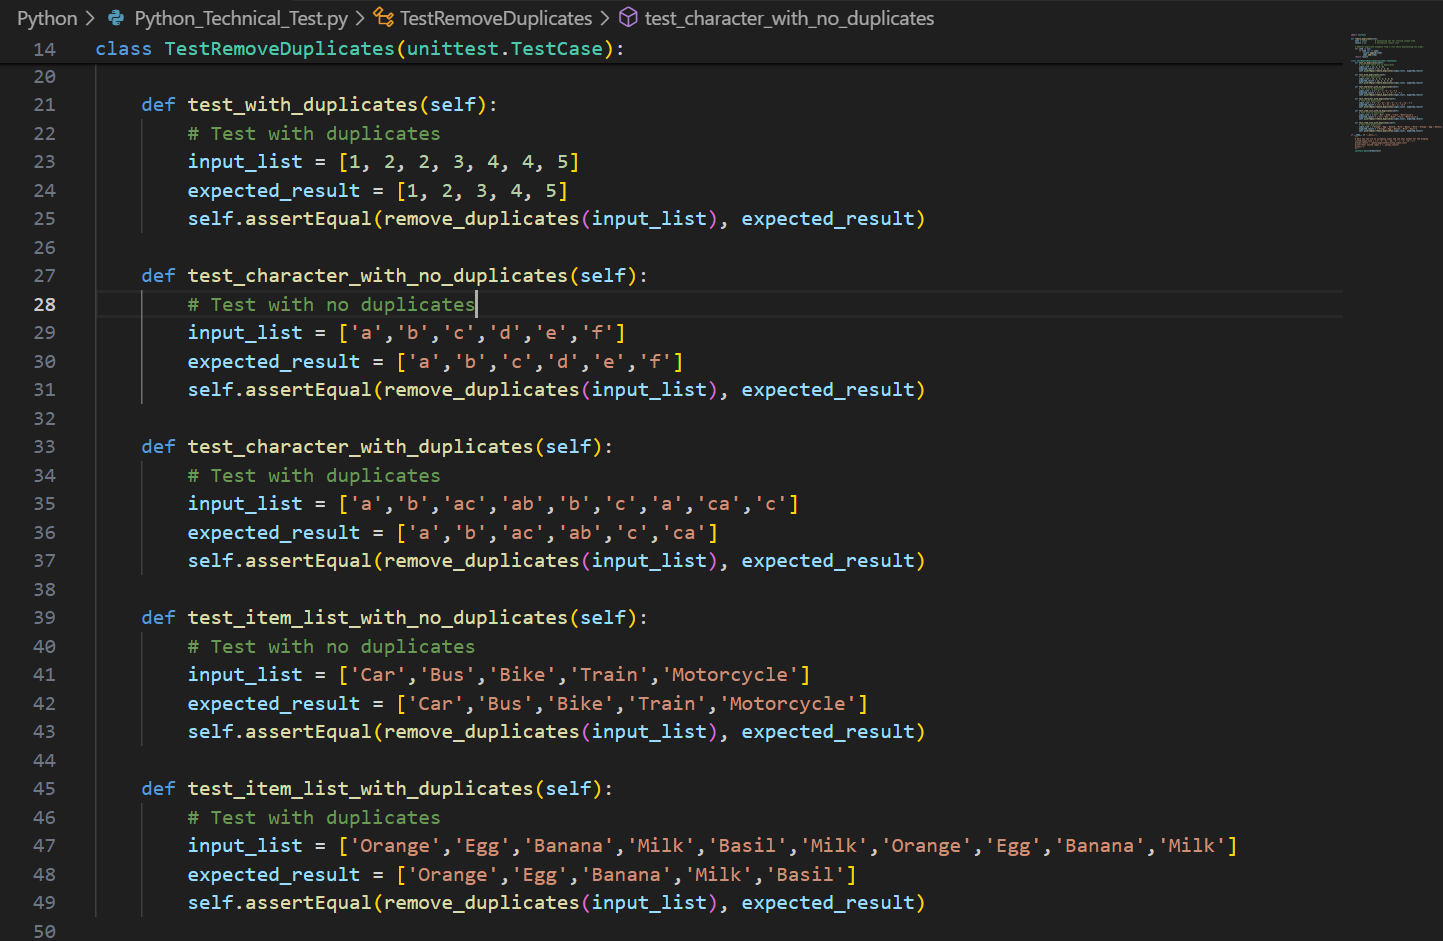 Python > Python_Technical_Test.py > TestRemoveDuplicates > test_character_with_no_duplicates
14 class TestRemoveDuplicates(unittest.TestCase):
20
21 def test_with_duplicates(self):
22 # Test with duplicates
23 input_list = [1, 2, 2, 3, 4, 4, 5]
24 expected_result = [1, 2, 3, 4, 5]
25 self.assertEqual(remove_duplicates(input_list), expected_result)
26
27 def test_character_with_no_duplicates(self):
28 # Test with no duplicates
29 input_list = ['a','b','c','d','e','f']
30 expected_result = ['a','b','c','d','e','f']
31 self.assertEqual(remove_duplicates(input_list), expected_result)
32
33 def test_character_with_duplicates(self):
34 # Test with duplicates
35 input_list = ['a','b','ac','ab','b','c','a','ca','c']
36 expected_result = ['a','b','ac','ab','c','ca']
37 self.assertEqual(remove_duplicates(input_list), expected_result)
38
39 def test_item_list_with_no_duplicates(self):
40 # Test with no duplicates
41 input_list = ['Car','Bus','Bike','Train','Motorcycle']
42 expected_result = ['Car','Bus','Bike','Train','Motorcycle']
43 self.assertEqual(remove_duplicates(input_list), expected_result)
44
45 def test_item_list_with_duplicates(self):
46 # Test with duplicates
47 input_list = ['Orange','Egg','Banana','Milk','Basil','Milk','Orange','Egg','Banana','Milk']
48 expected_result = ['Orange','Egg','Banana','Milk','Basil']
49 self.assertEqual(remove_duplicates(input_list), expected_result)
50